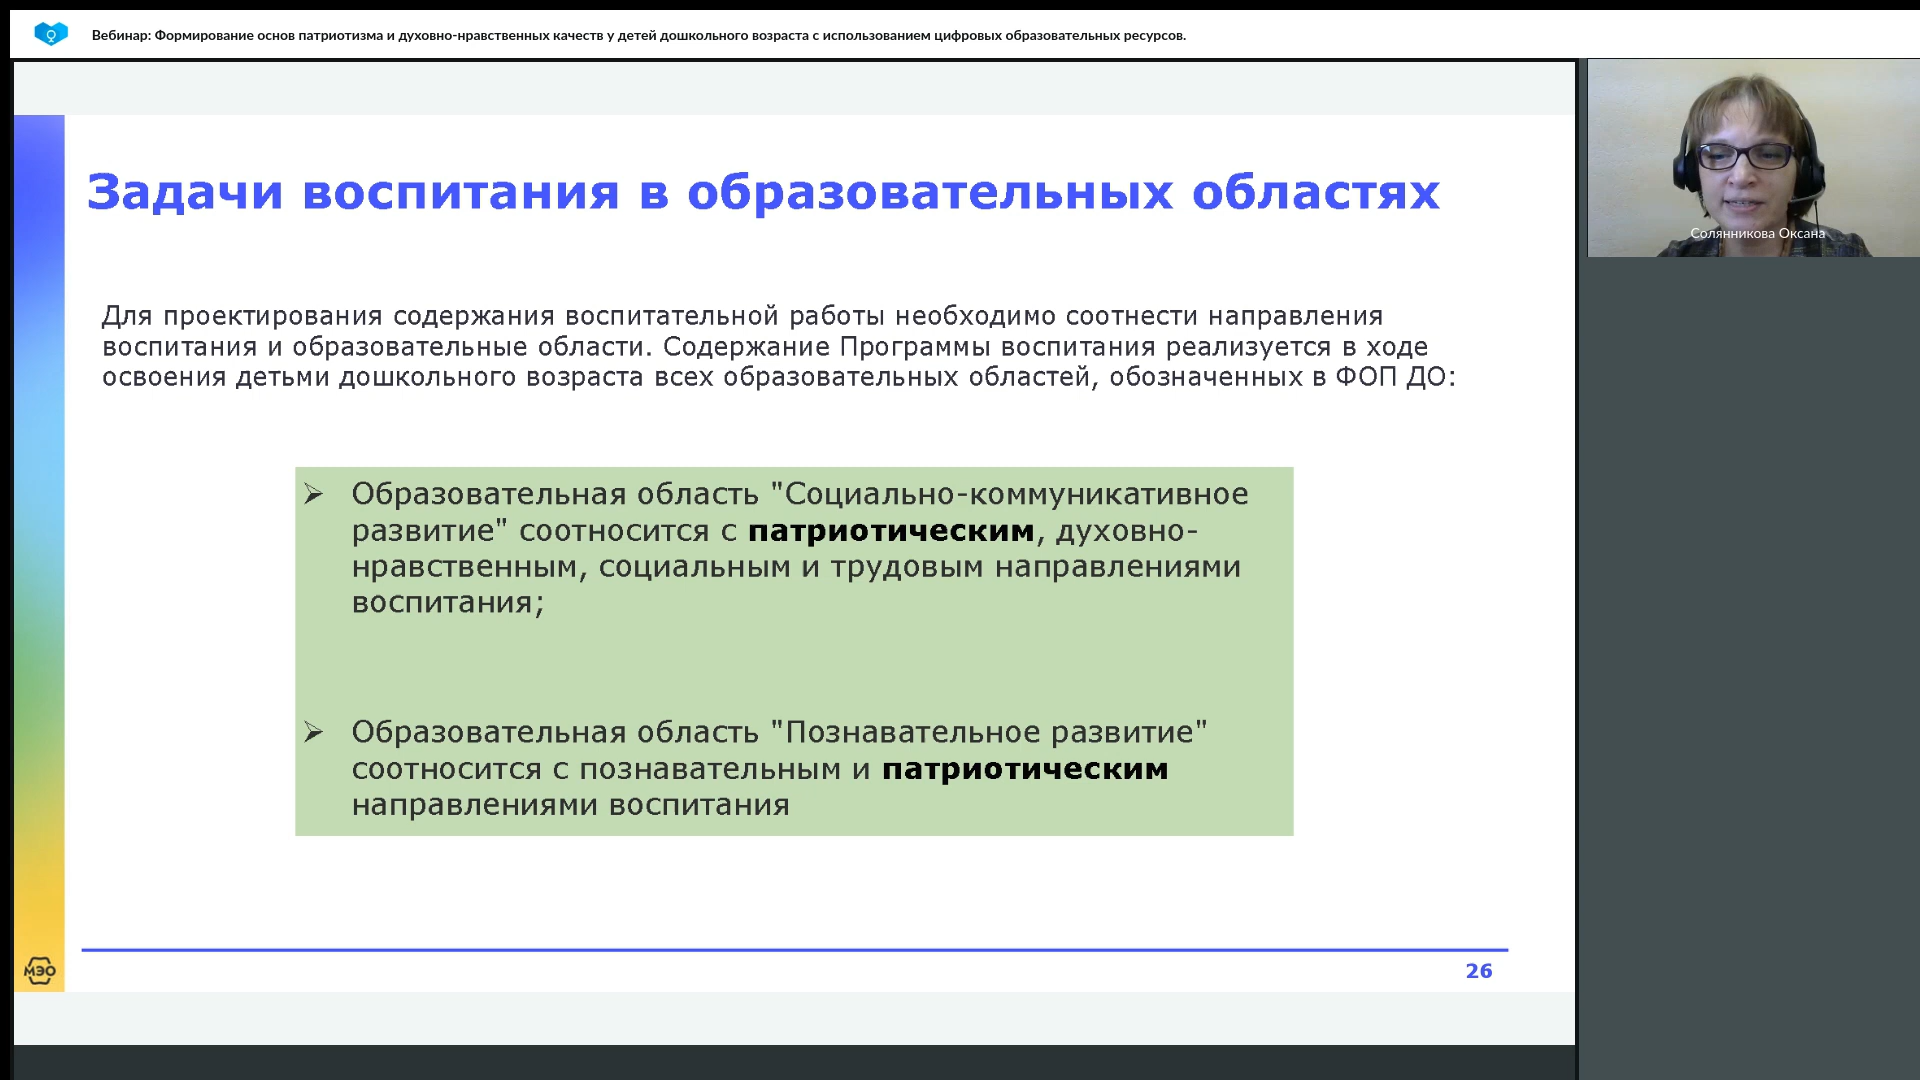 Вебинар: Формирование основ патриотизма и духовно-нравственных качеств у детей дошкольного возраста с использованием цифровых образовательных ресурсов.
Задачи воспитания в образовательных областях
Солянникова Оксана
Для проектирования содержания воспитательной работы необходимо соотнести направления
воспитания и образовательные области. Содержание Программы воспитания реализуется в ходе
освоения детьми дошкольного возраста всех образовательных областей, обозначенных в ФОП ДО:
Образовательная область "Социально-коммуникативное
развитие" соотносится с патриотическим, духовно-
нравственным, социальным и трудовым направлениями
воспитания;
Образовательная область "Познавательное развитие"
соотносится с познавательным и патриотическим
направлениями воспитания
МЭО
26